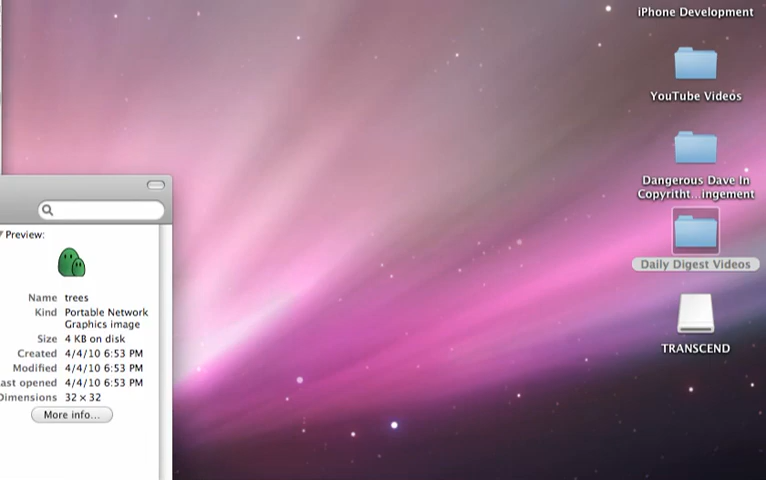 iPhone Development
YouTube Videos
Dangerous Dave In
Copyritht...ingement
Daily Digest Videos
TRANSCEND
Preview:
Name trees
Kind Portable Network
Graphics image
Size 4 KB on disk
Created 4/4/10 6:53 PM
Modified 4/4/10 6:53 PM
ast opened 4/4/10 6:53 PM
Dimensions 32 × 32
More info...